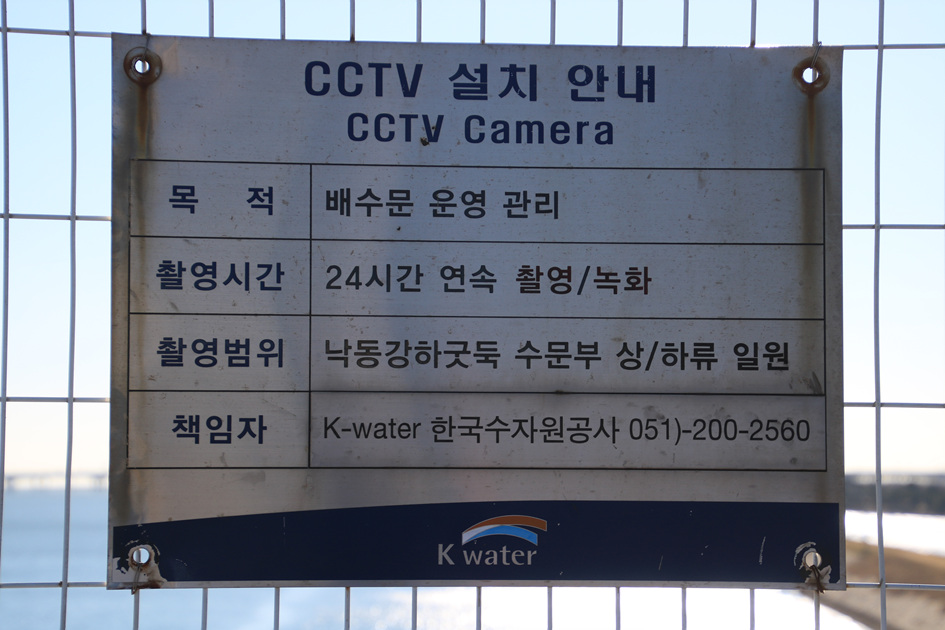 CCTV 설치 안내
CCTV Camera
목 적 배수문 운영 관리
촬영시간 24시간 연속 촬영/녹화
촬영범위 낙동강하굿둑 수문부 상/하류 일원
책임자 K-water 한국수자원공사 051)-200-2560
K water